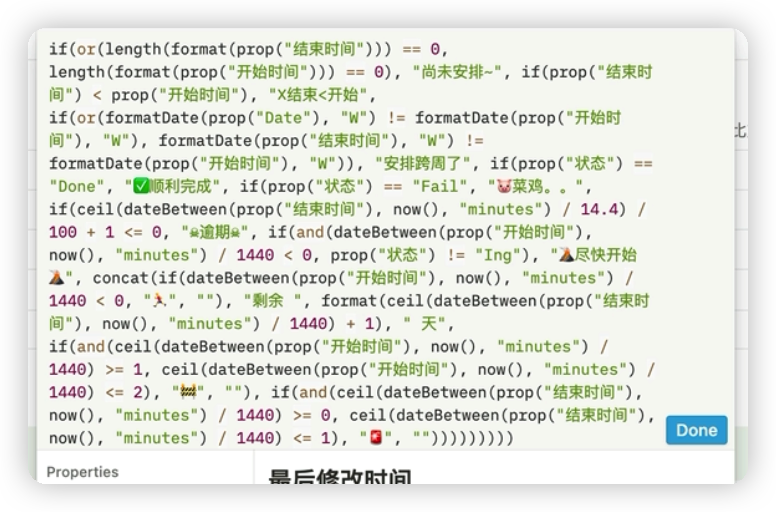 if(or(length(format(prop("结束时间"))) == 0,
length(format(prop("开始时间"))) == 0), "尚未安排~", if(prop("结束时
间") < prop("开始时间"), "X结束<开始",
if(or(formatDate(prop("Date"), "W") != formatDate(prop("开始时
间"), "W"), formatDate(prop("结束时间"), "W") !=
formatDate(prop("开始时间"), "W")), "安排跨周了", if(prop("状态") ==
"Done", "✅顺利完成", if(prop("状态") == "Fail", "🐷菜鸡。。",
if(ceil(dateBetween(prop("结束时间"), now(), "minutes") / 14.4) /
100 + 1 <= 0, "☠逾期☠", if(and(dateBetween(prop("开始时间"),
now(), "minutes") / 1440 < 0, prop("状态") != "Ing"), "🌋尽快开始
🌋", concat(if(dateBetween(prop("开始时间"), now(), "minutes") /
1440 < 0, "🏃", ""), "剩余 ", format(ceil(dateBetween(prop("结束时
间"), now(), "minutes") / 1440) + 1), " 天",
if(and(ceil(dateBetween(prop("开始时间"), now(), "minutes") /
1440) >= 1, ceil(dateBetween(prop("开始时间"), now(), "minutes") /
1440) <= 2), "🚧", ""), if(and(ceil(dateBetween(prop("结束时间"),
now(), "minutes") / 1440) >= 0, ceil(dateBetween(prop("结束时间"),
now(), "minutes") / 1440) <= 1), "🚨", "")))))))))
Done
Properties
最后修改时间